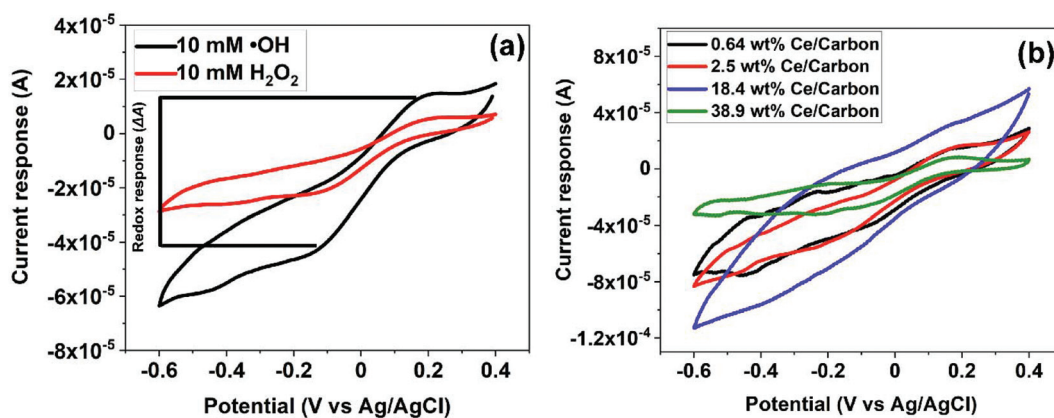 (a)
10 mM •OH
10 mM H₂O₂
Redox response (ΔA)
Current response (A)
4x10⁻⁵
2x10⁻⁵
0
-2x10⁻⁵
-4x10⁻⁵
-6x10⁻⁵
-8x10⁻⁵
-0.6 -0.4 -0.2 0.0 0.2 0.4
Potential (V vs Ag/AgCl)
(b)
0.64 wt% Ce/Carbon
2.5 wt% Ce/Carbon
18.4 wt% Ce/Carbon
38.9 wt% Ce/Carbon
Current response (A)
8x10⁻⁵
4x10⁻⁵
0
-4x10⁻⁵
-8x10⁻⁵
-1.2x10⁻⁴
-0.6 -0.4 -0.2 0.0 0.2 0.4
Potential (V vs Ag/AgCl)